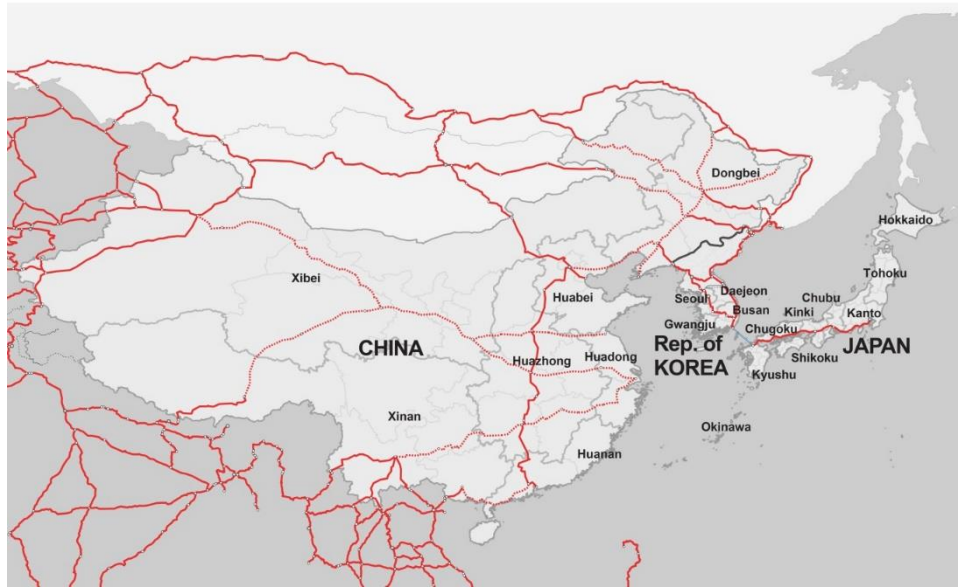 Dongbei
Hokkaido
Tohoku
Xibei
Huabei
Seoul
Daejeon
Chubu
Busan
Kinki
Kanto
Gwangju
Chugoku
CHINA
Huazhong
Huadong
Rep. of
KOREA
JAPAN
Shikoku
Kyushu
Xinan
Okinawa
Huanan